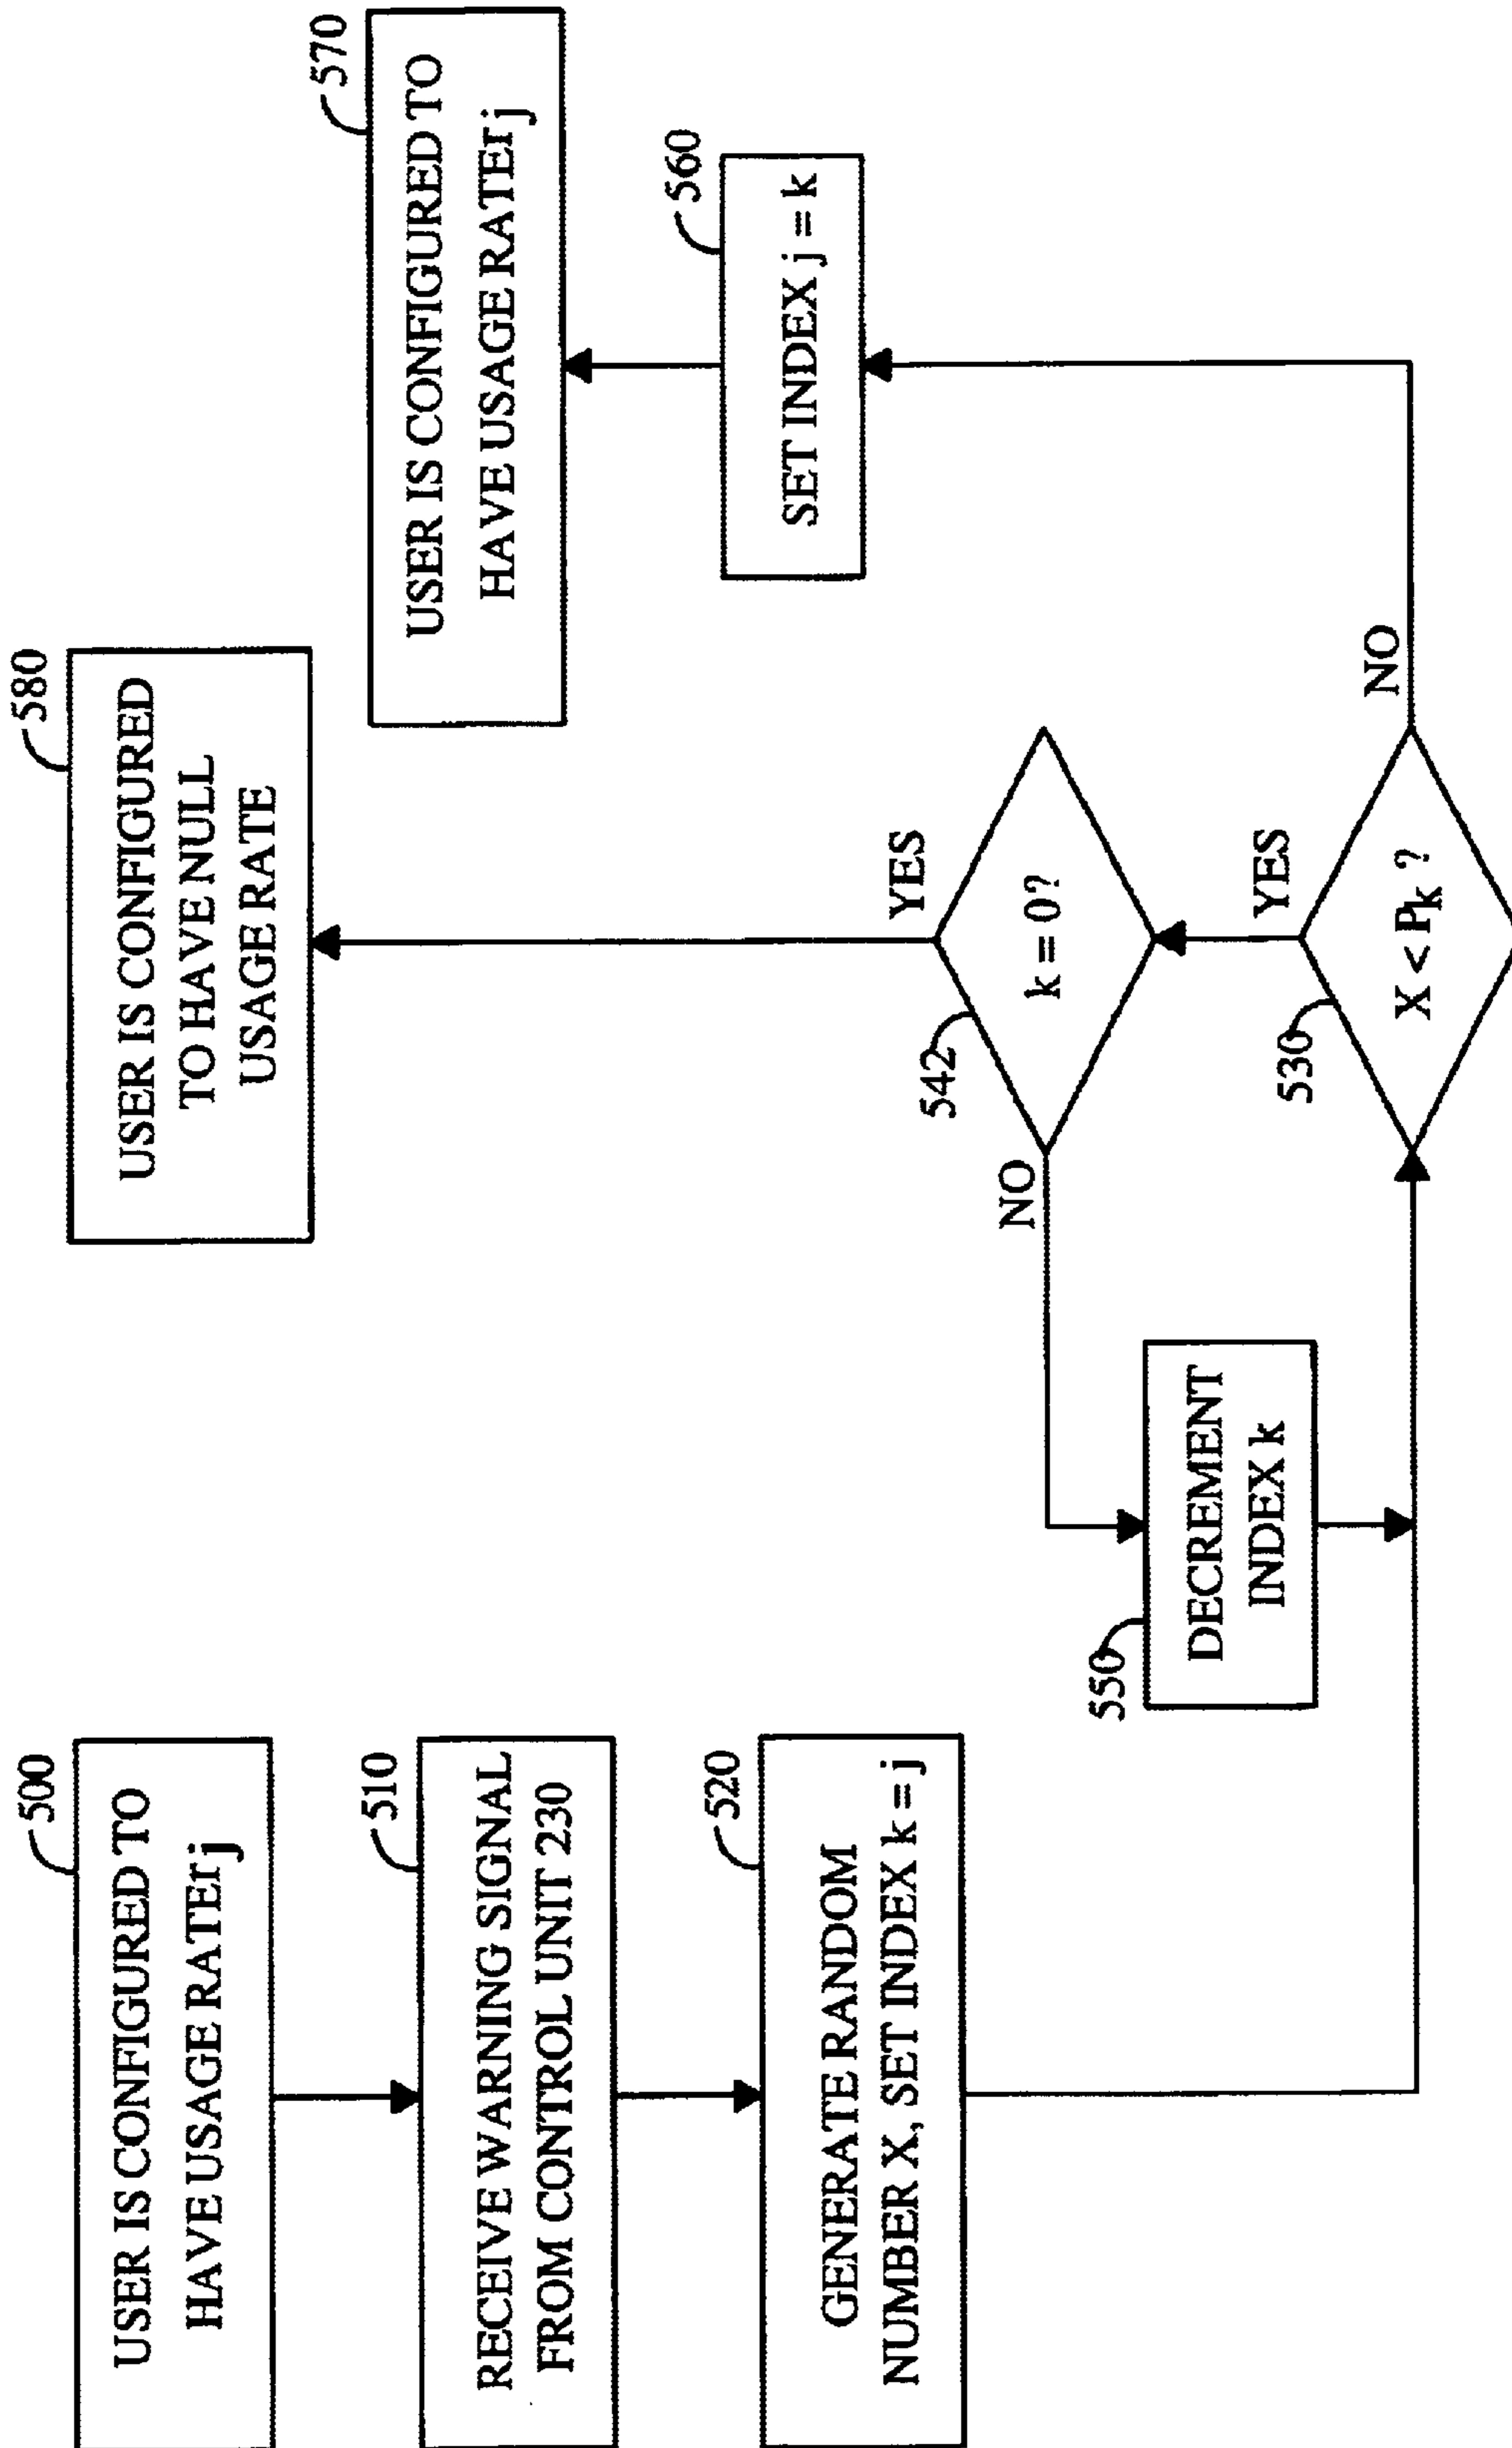 500
USER IS CONFIGURED TO
HAVE USAGE RATE rj
510
RECEIVE WARNING SIGNAL
FROM CONTROL UNIT 230
520
GENERATE RANDOM
NUMBER X, SET INDEX k = j
550
DECREMENT
INDEX k
NO
542
k = 0?
YES
530
X < Pk ?
YES
NO
580
USER IS CONFIGURED
TO HAVE NULL
USAGE RATE
570
USER IS CONFIGURED TO
HAVE USAGE RATE rj
560
SET INDEX j = k